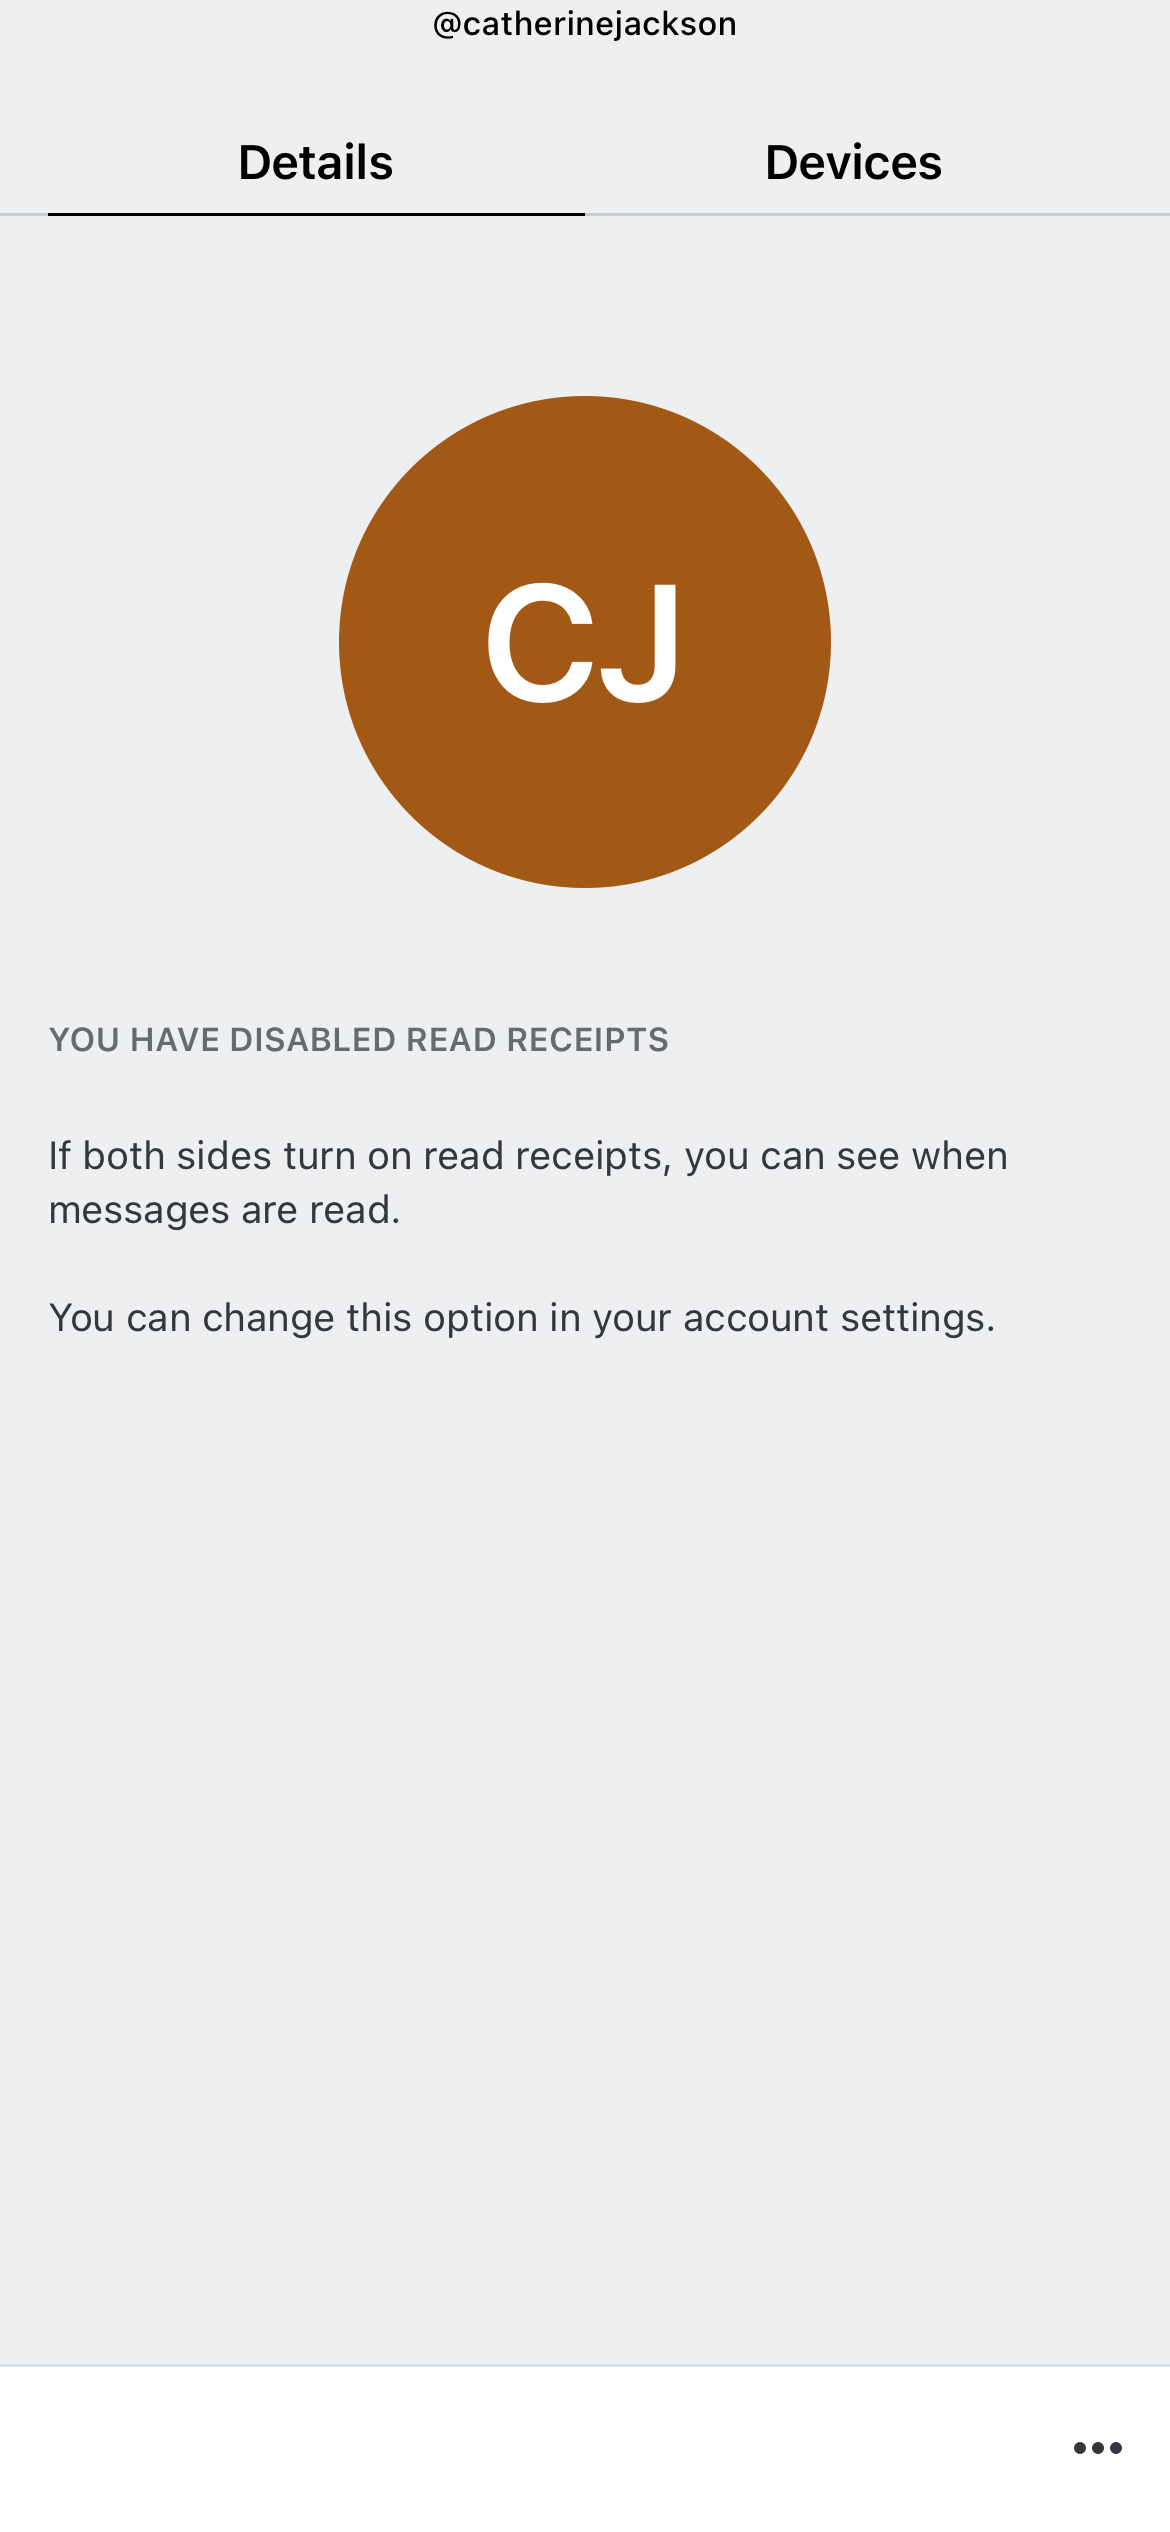 @catherinejackson
Details
Devices
CJ
YOU HAVE DISABLED READ RECEIPTS
If both sides turn on read receipts, you can see when
messages are read.
You can change this option in your account settings.